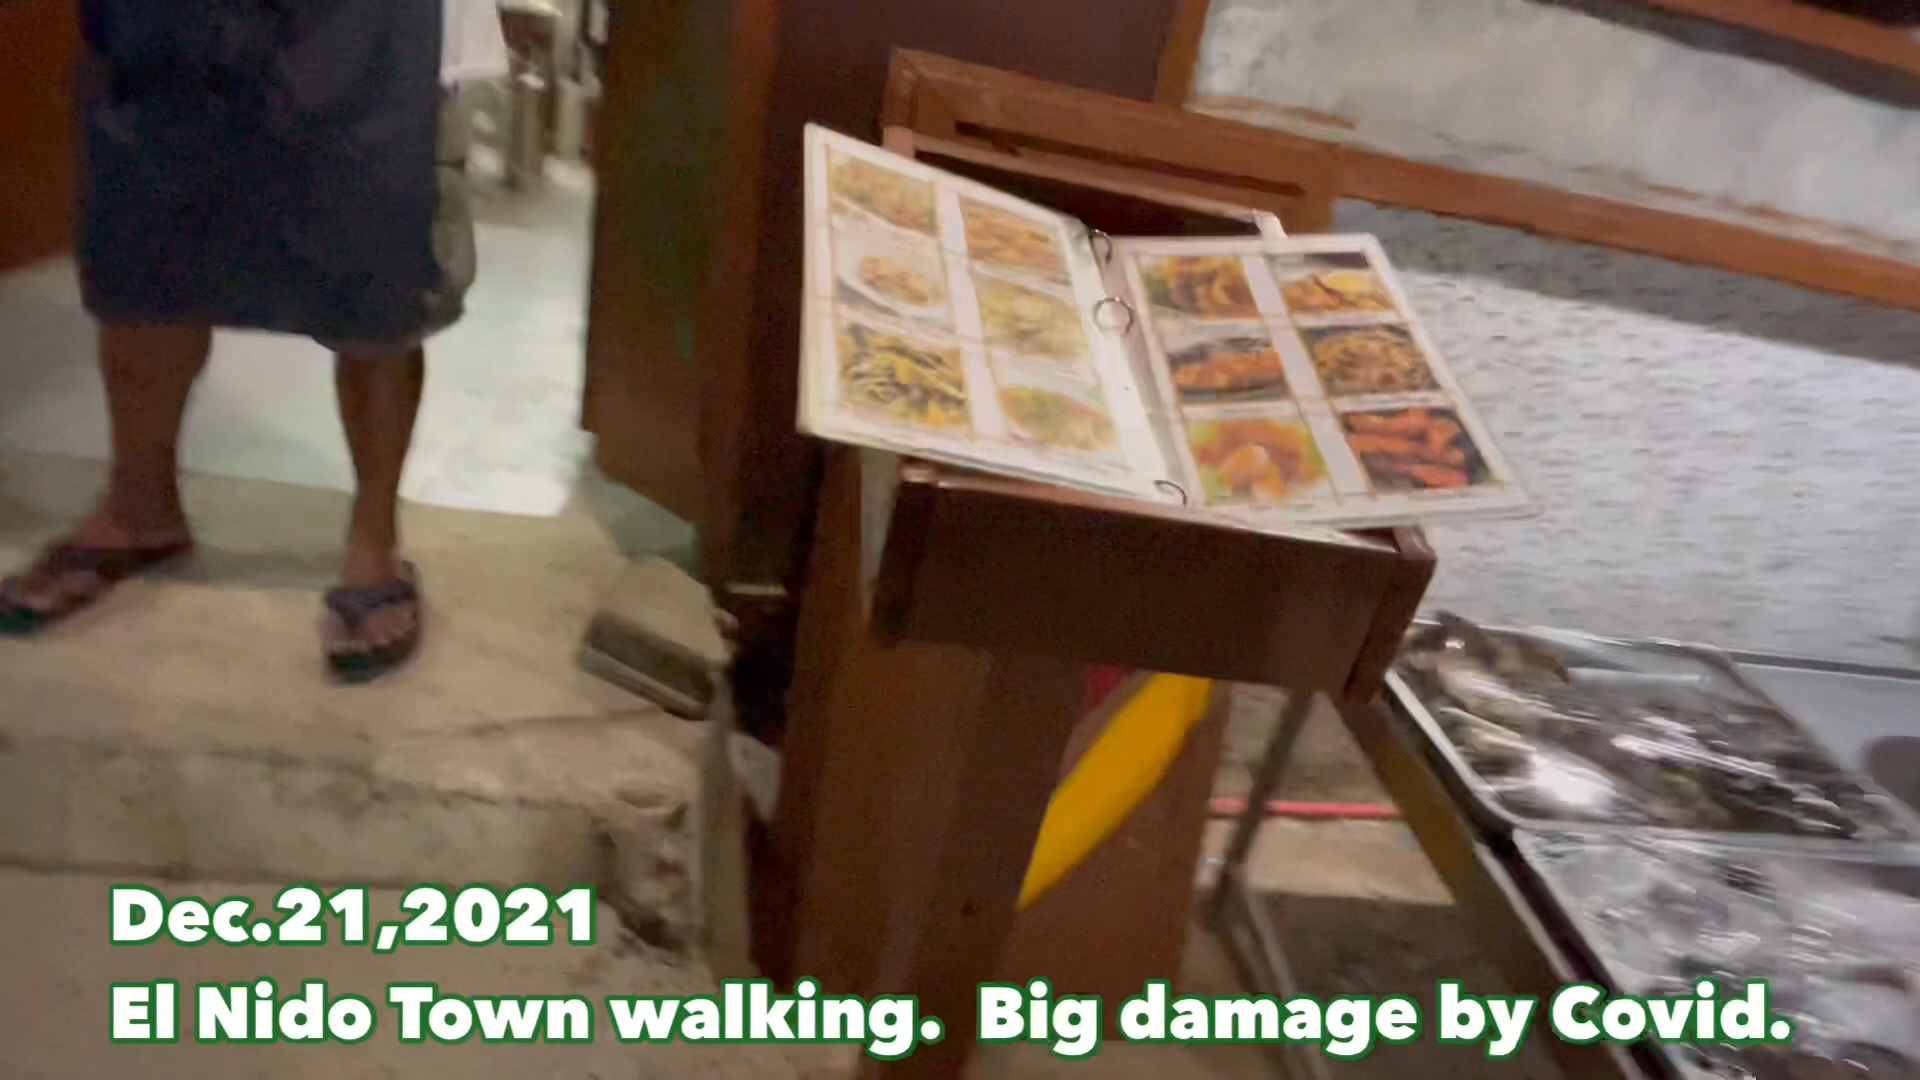 Dec.21,2021
El Nido Town walking.  Big damage by Covid.